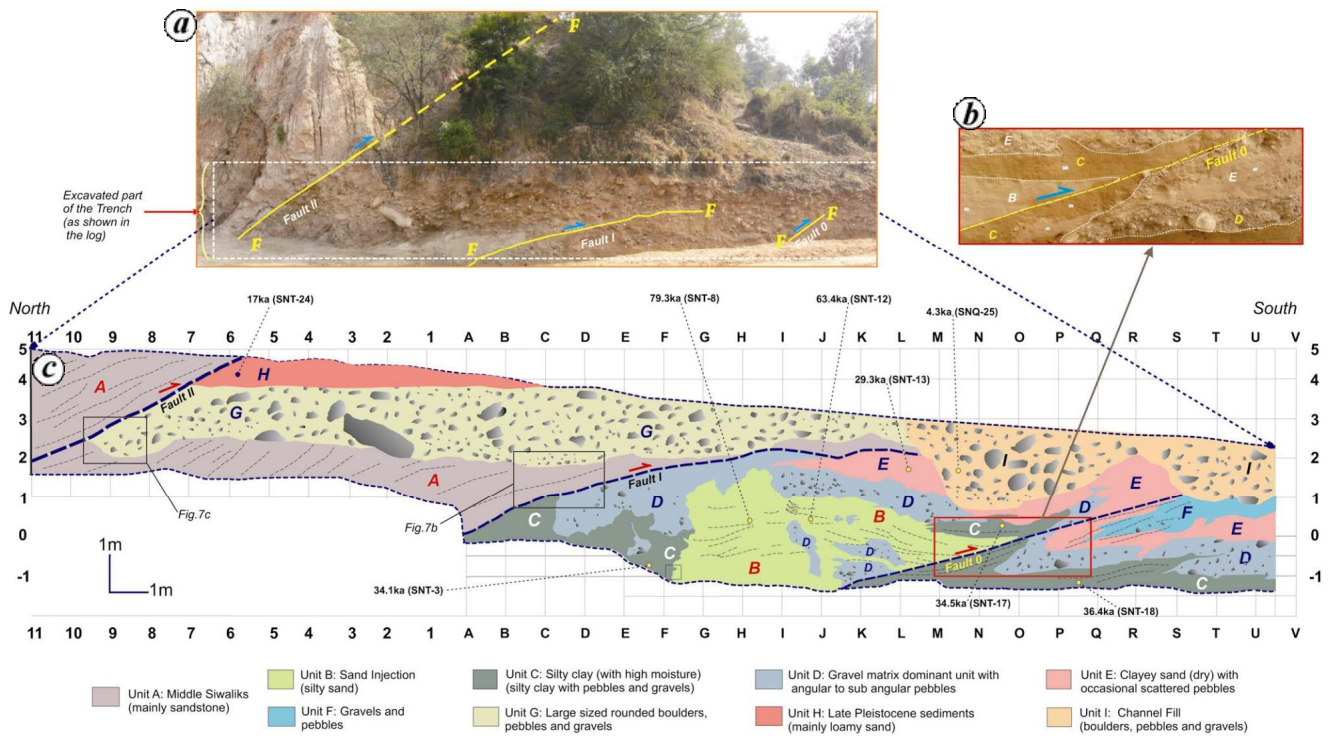 a
F
Excavated part
of the Trench
(as shown in
the log)
Fault II
F
F
Fault I
F
F
Fault 0
F
b
E
C
Fault 0
B
E
C
D
North
17ka (SNT-24)
79.3ka (SNT-8)
63.4ka (SNT-12)
4.3ka (SNQ-25)
South
11 10 9 8 7 6 5 4 3 2 1 A B C D E F G H I J K L M N O P Q R S T U V
5
4
3
2
1
0
-1
5
4
3
2
1
0
-1
c
29.3ka (SNT-13)
A
Fault II
H
G
G
I
I
A
Fault I
E
E
Fig.7c
Fig.7b
C
D
D
B
C
D
F
E
C
D
D
B
Fault 0
D
C
1m
1m
34.1ka (SNT-3)
34.5ka (SNT-17)
36.4ka (SNT-18)
11 10 9 8 7 6 5 4 3 2 1 A B C D E F G H I J K L M N O P Q R S T U V
Unit A: Middle Siwaliks
(mainly sandstone)
Unit B: Sand Injection
(silty sand)
Unit F: Gravels and
pebbles
Unit C: Silty clay (with high moisture)
(silty clay with pebbles and gravels)
Unit G: Large sized rounded boulders,
pebbles and gravels
Unit D: Gravel matrix dominant unit with
angular to sub angular pebbles
Unit H: Late Pleistocene sediments
(mainly loamy sand)
Unit E: Clayey sand (dry) with
occasional scattered pebbles
Unit I: Channel Fill
(boulders, pebbles and gravels)